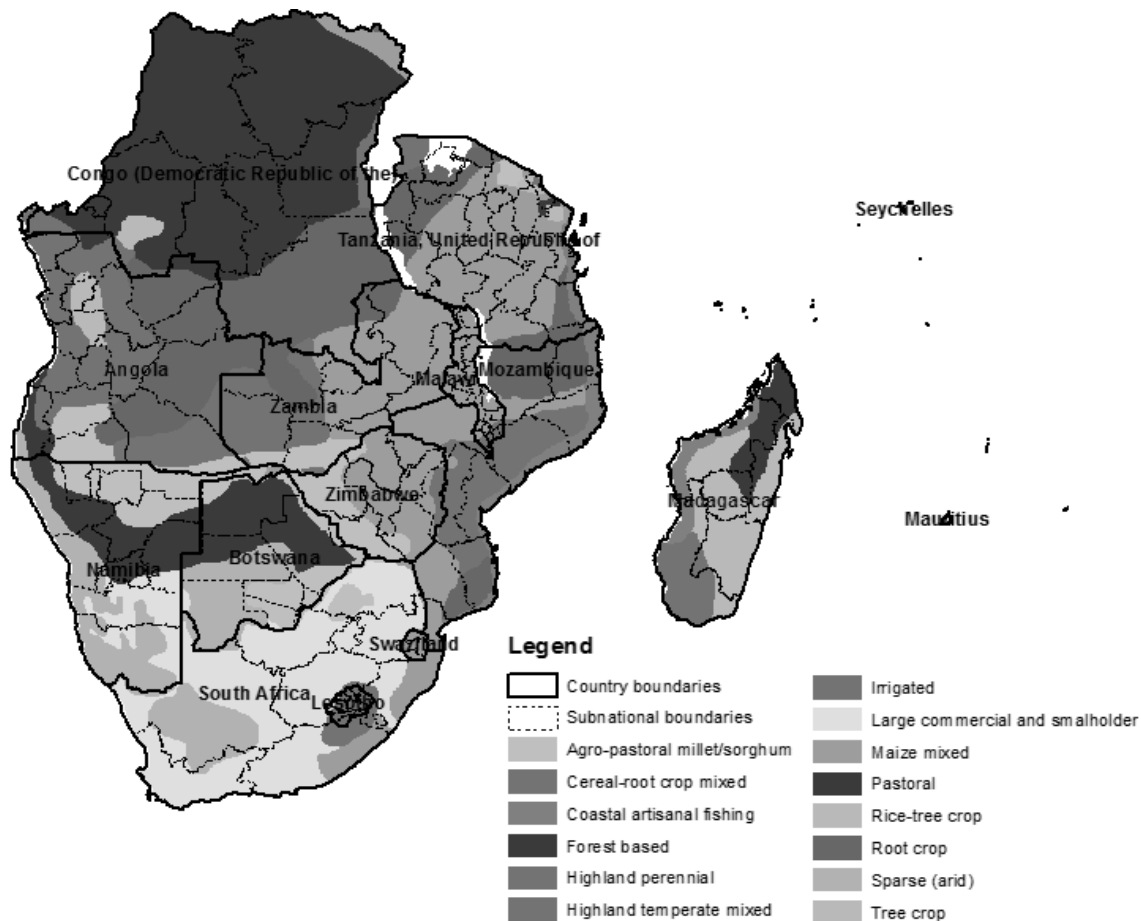 Congo (Democratic Republic of the)
Seychelles
Tanzania, United Republic of
Angola
Malawi
Mozambique
Zambia
Zimbabwe
Madagascar
Mauritius
Namibia
Botswana
Swaziland
South Africa
Lesotho
Legend
Country boundaries
Subnational boundaries
Agro-pastoral millet/sorghum
Cereal-root crop mixed
Coastal artisanal fishing
Forest based
Highland perennial
Highland temperate mixed
Irrigated
Large commercial and smalholder
Maize mixed
Pastoral
Rice-tree crop
Root crop
Sparse (arid)
Tree crop